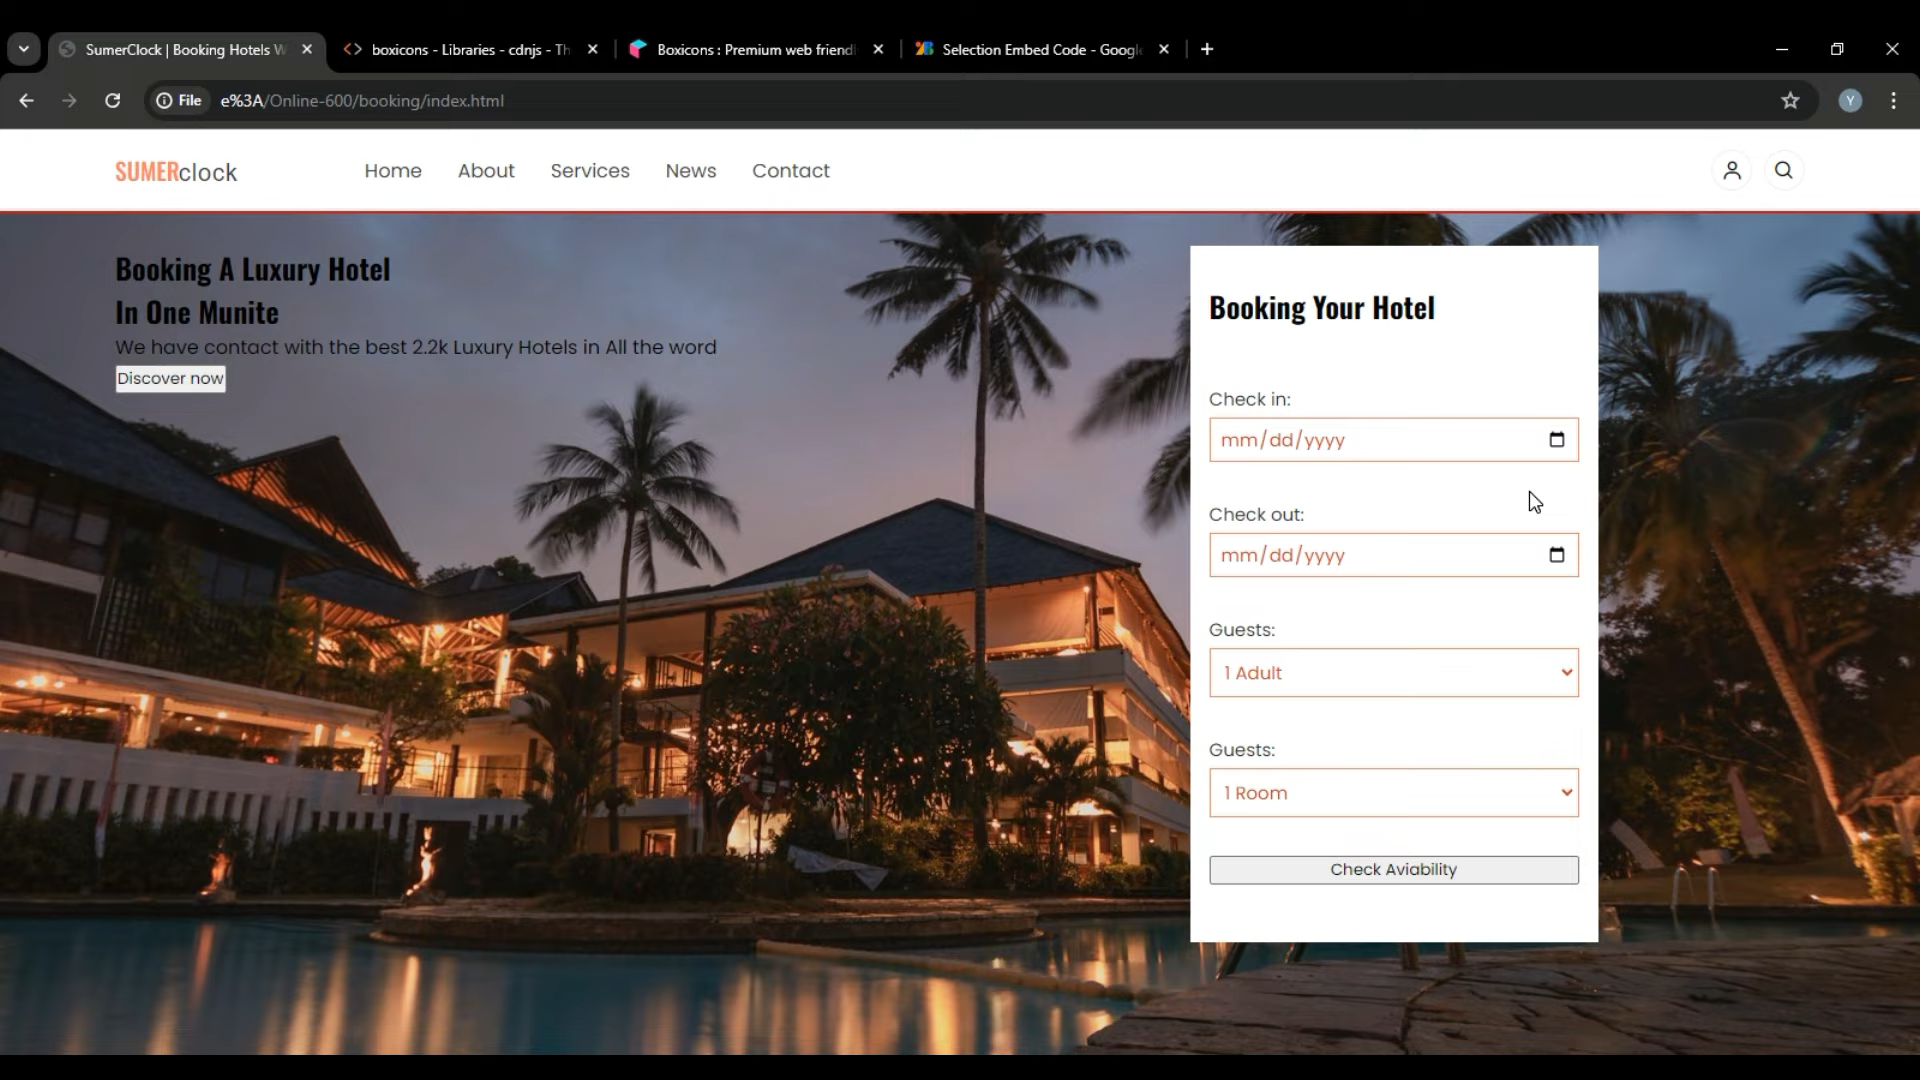 SumerClock | Booking Hotels W
boxicons - Libraries - cdnjs - Th
Boxicons : Premium web friendl
Selection Embed Code - Google
File
e%3A/Online-600/booking/index.html
Y
SUMERclock
Home
About
Services
News
Contact
Booking A Luxury Hotel
In One Munite
We have contact with the best 2.2k Luxury Hotels in All the word
Discover now
Booking Your Hotel
Check in:
mm/dd/yyyy
Check out:
mm/dd/yyyy
Guests:
1 Adult
Guests:
1 Room
Check Aviability